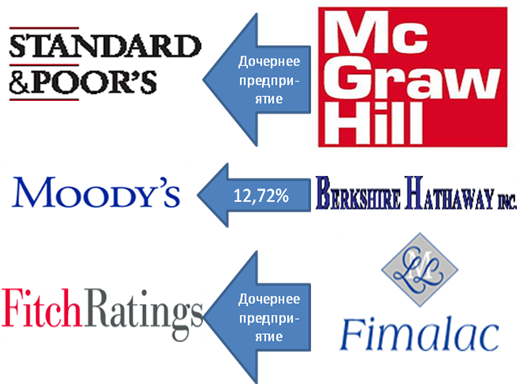 STANDARD
&POOR'S
Дочернее
предпри-
ятие
Mc
Graw
Hill
MOODY'S
12,72%
BERKSHIRE HATHAWAY INC.
FitchRatings
Дочернее
предпри-
ятие
Fimalac